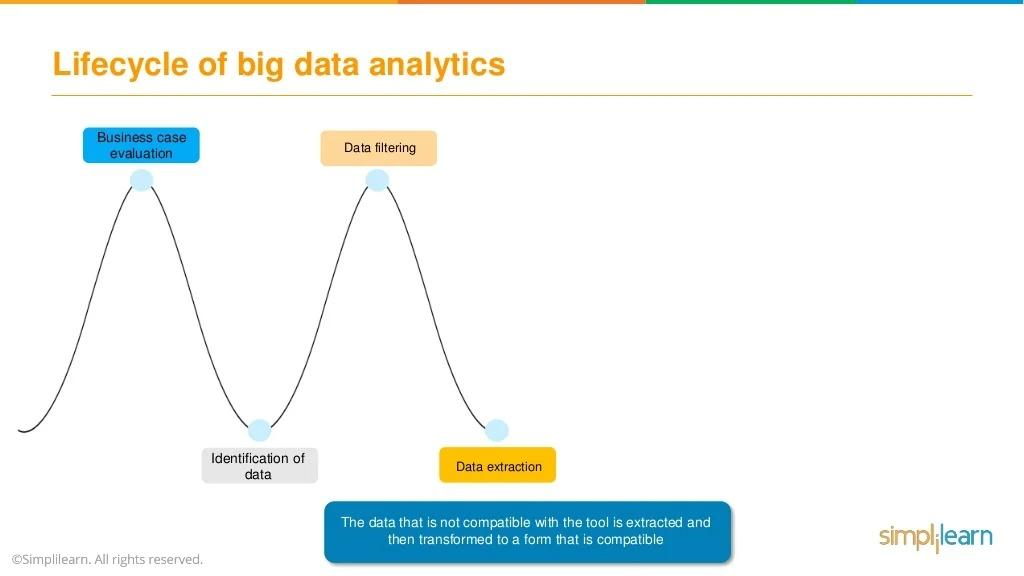 Lifecycle of big data analytics
Business case
evaluation
Data filtering
Identification of
data
Data extraction
The data that is not compatible with the tool is extracted and
then transformed to a form that is compatible
©Simplilearn. All rights reserved.
simplilearn